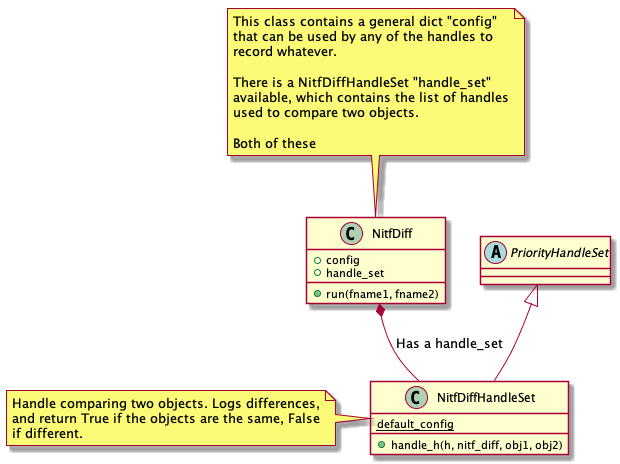 This class contains a general dict "config"
that can be used by any of the handles to
record whatever.
There is a NitfDiffHandleSet "handle_set"
available, which contains the list of handles
used to compare two objects.
Both of these
C NitfDiff
config
handle_set
run(fname1, fname2)
A PriorityHandleSet
Has a handle_set
Handle comparing two objects. Logs differences,
and return True if the objects are the same, False
if different.
C NitfDiffHandleSet
default_config
handle_h(h, nitf_diff, obj1, obj2)